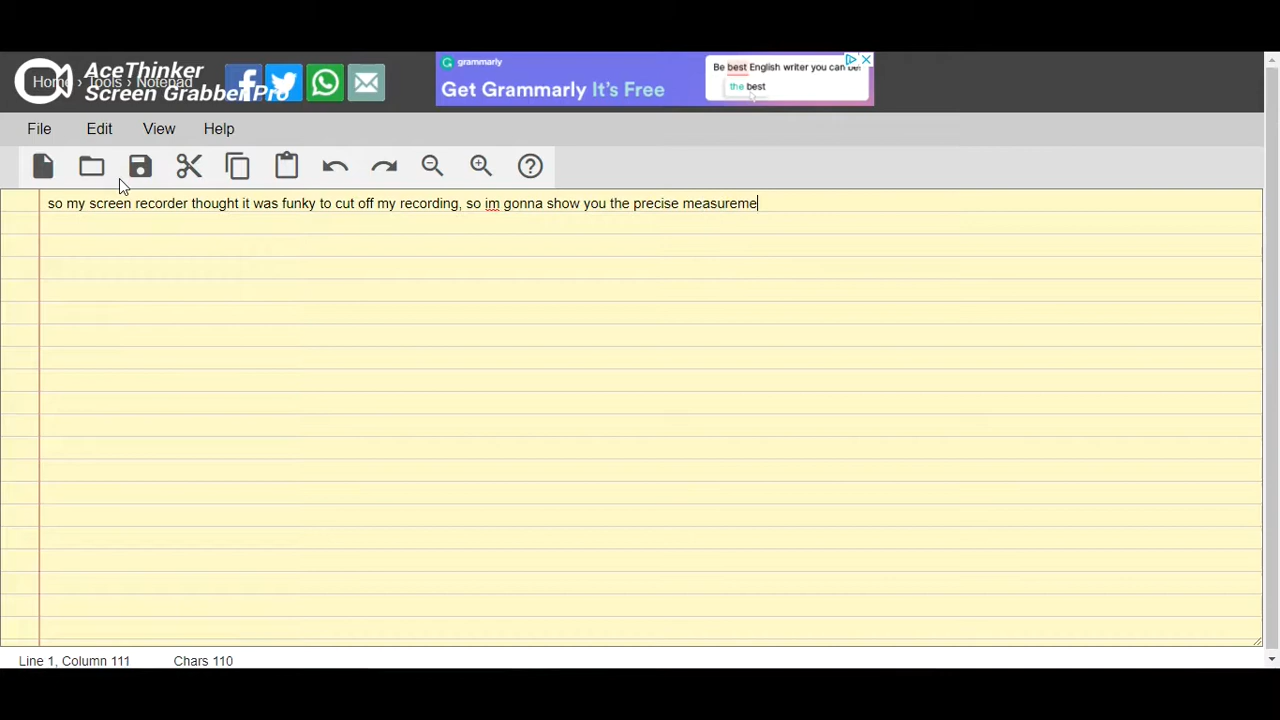 AceThinker
Screen Grabber Pro
Home › Tools › Notepad
grammarly
Get Grammarly It's Free
Be best English writer you can be.
the best
File Edit View Help
so my screen recorder thought it was funky to cut off my recording, so im gonna show you the precise measureme
Line 1, Column 111 Chars 110